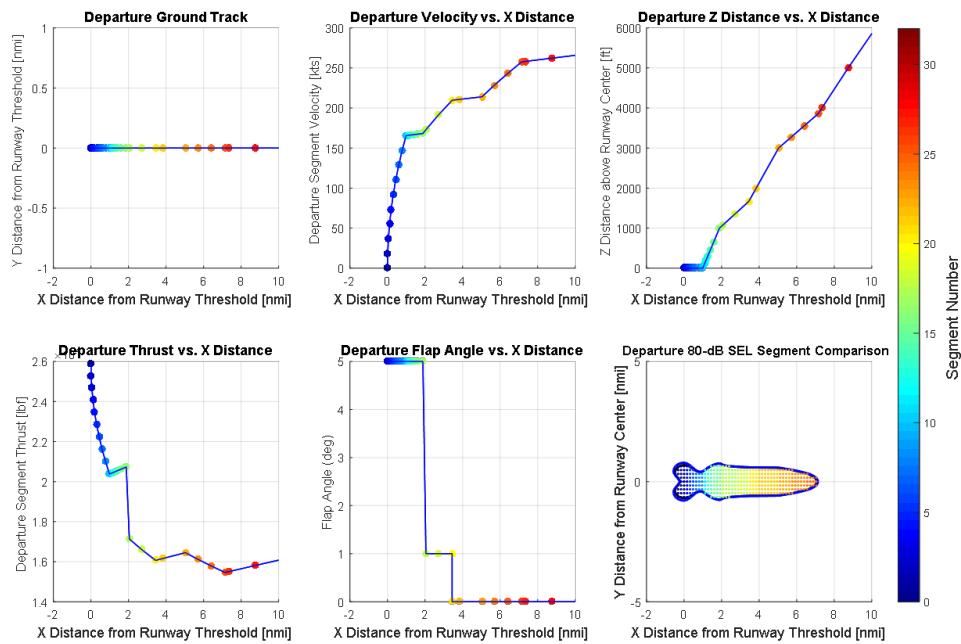 Departure Ground Track
Y Distance from Runway Threshold [nmi]
1
0.5
0
-0.5
-1
-2 0 2 4 6 8 10
X Distance from Runway Threshold [nmi]
Departure Velocity vs. X Distance
Departure Segment Velocity [kts]
300
250
200
150
100
50
0
-2 0 2 4 6 8 10
X Distance from Runway Threshold [nmi]
Departure Z Distance vs. X Distance
Z Distance above Runway Center [ft]
6000
5000
4000
3000
2000
1000
0
-2 0 2 4 6 8 10
X Distance from Runway Threshold [nmi]
Departure Thrust vs. X Distance
Departure Segment Thrust [lbf]
2.8
2.6
2.4
2.2
2
1.8
1.6
1.4
-2 0 2 4 6 8 10
X Distance from Runway Threshold [nmi]
Departure Flap Angle vs. X Distance
Flap Angle (deg)
5
4
3
2
1
0
-2 0 2 4 6 8 10
X Distance from Runway Threshold [nmi]
Departure 80-dB SEL Segment Comparison
Y Distance from Runway Center [nmi]
5
0
-5
-2 0 2 4 6 8 10
X Distance from Runway Threshold [nmi]
Segment Number
30
25
20
15
10
5
0